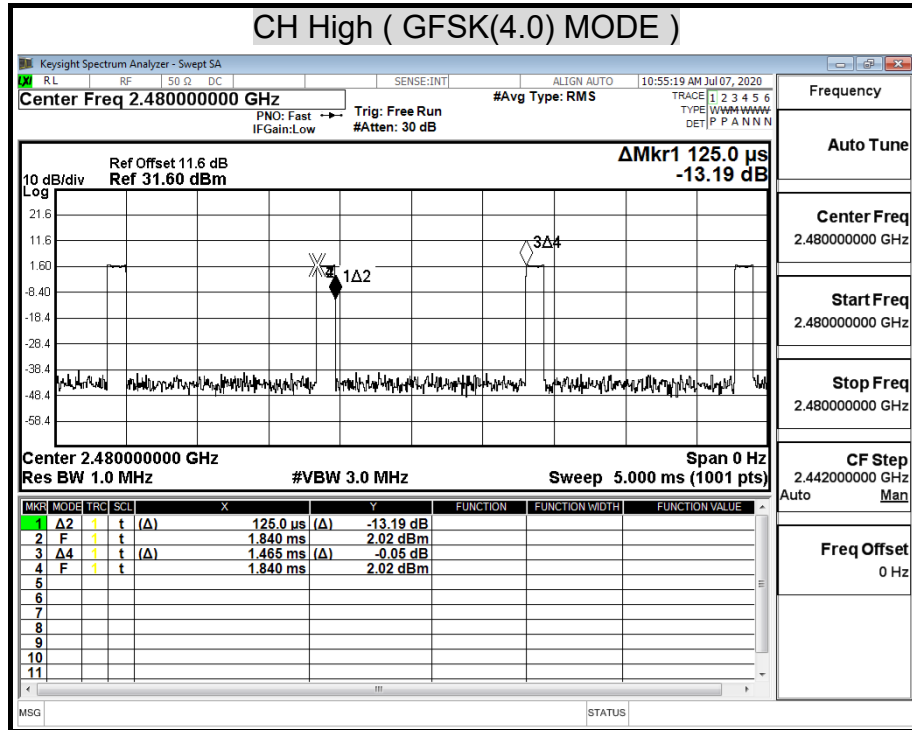 CH High ( GFSK(4.0) MODE )
Keysight Spectrum Analyzer - Swept SA
LXI RL RF 50 Ω DC SENSE:INT ALIGN AUTO 10:55:19 AM Jul 07, 2020
Center Freq 2.480000000 GHz #Avg Type: RMS TRACE 1 2 3 4 5 6
PNO: Fast Trig: Free Run TYPE WWMWWWW
IFGain:Low #Atten: 30 dB DET P P A N N N
Frequency
Auto Tune
Center Freq
2.480000000 GHz
Start Freq
2.480000000 GHz
Stop Freq
2.480000000 GHz
CF Step
2.442000000 GHz
Auto Man
Freq Offset
0 Hz
ΔMkr1 125.0 µs
-13.19 dB
Ref Offset 11.6 dB
10 dB/div Ref 31.60 dBm
Log
21.6
11.6
1.60
-8.40
-18.4
-28.4
-38.4
-48.4
-58.4
1Δ2
3Δ4
Center 2.480000000 GHz Span 0 Hz
Res BW 1.0 MHz #VBW 3.0 MHz Sweep 5.000 ms (1001 pts)
MKR MODE TRC SCL X Y FUNCTION FUNCTION WIDTH FUNCTION VALUE
1 Δ2 1 t (Δ) 125.0 µs (Δ) -13.19 dB
2 F 1 t 1.840 ms 2.02 dBm
3 Δ4 1 t (Δ) 1.465 ms (Δ) -0.05 dB
4 F 1 t 1.840 ms 2.02 dBm
5
6
7
8
9
10
11
MSG STATUS